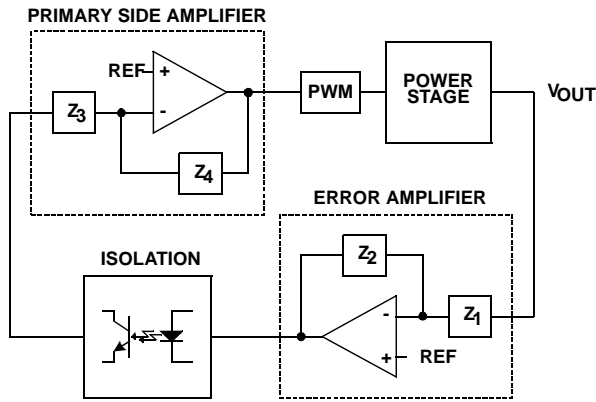 PRIMARY SIDE AMPLIFIER
REF
+
-
Z3
Z4
PWM
POWER
STAGE
VOUT
ERROR AMPLIFIER
ISOLATION
Z2
-
Z1
+
REF